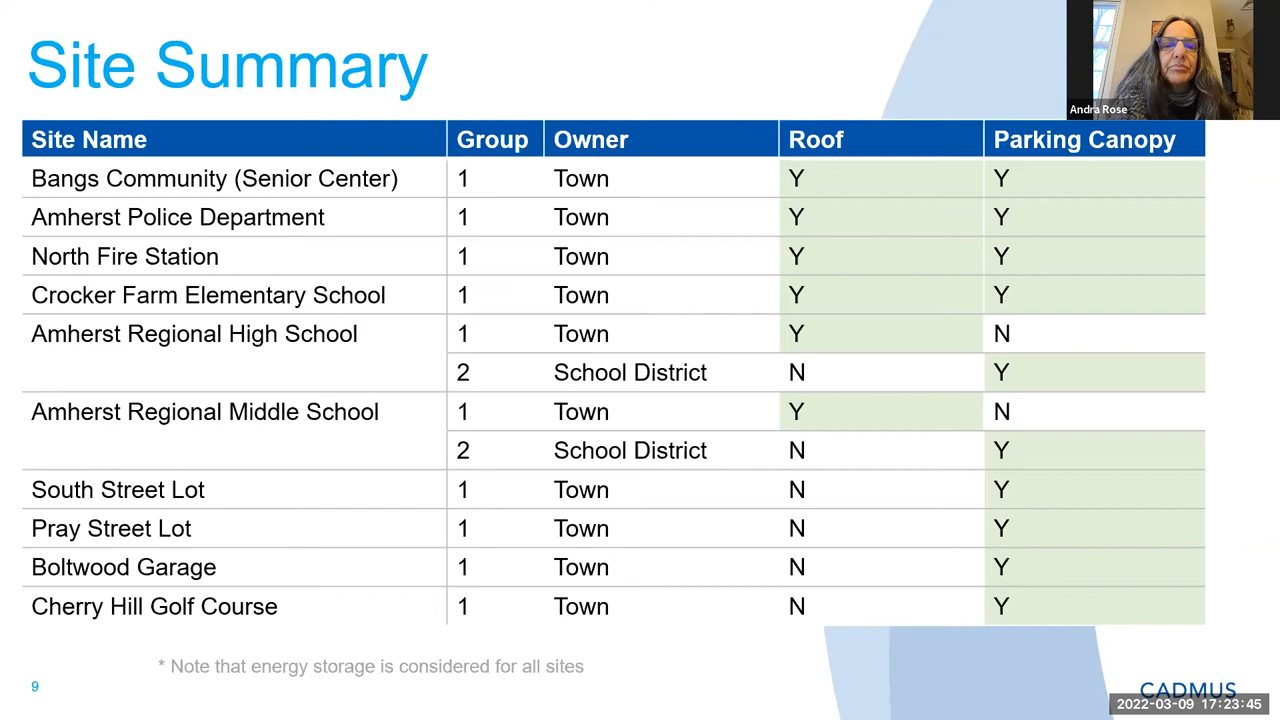 Site Summary
Andra Rose
Site Name Group Owner Roof Parking Canopy
Bangs Community (Senior Center) 1 Town Y Y
Amherst Police Department 1 Town Y Y
North Fire Station 1 Town Y Y
Crocker Farm Elementary School 1 Town Y Y
Amherst Regional High School 1 Town Y N
2 School District N Y
Amherst Regional Middle School 1 Town Y N
2 School District N Y
South Street Lot 1 Town N Y
Pray Street Lot 1 Town N Y
Boltwood Garage 1 Town N Y
Cherry Hill Golf Course 1 Town N Y
* Note that energy storage is considered for all sites
9
CADMUS
2022-03-09 17:23:45